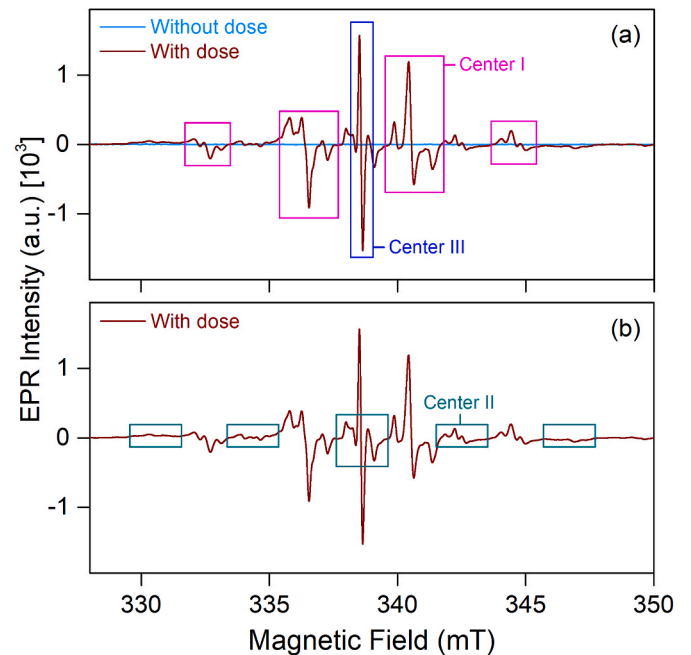 Without dose
With dose
(a)
Center I
Center III
1
0
-1
With dose
(b)
Center II
1
0
-1
EPR Intensity (a.u.) [10³]
330
335
340
345
350
Magnetic Field (mT)